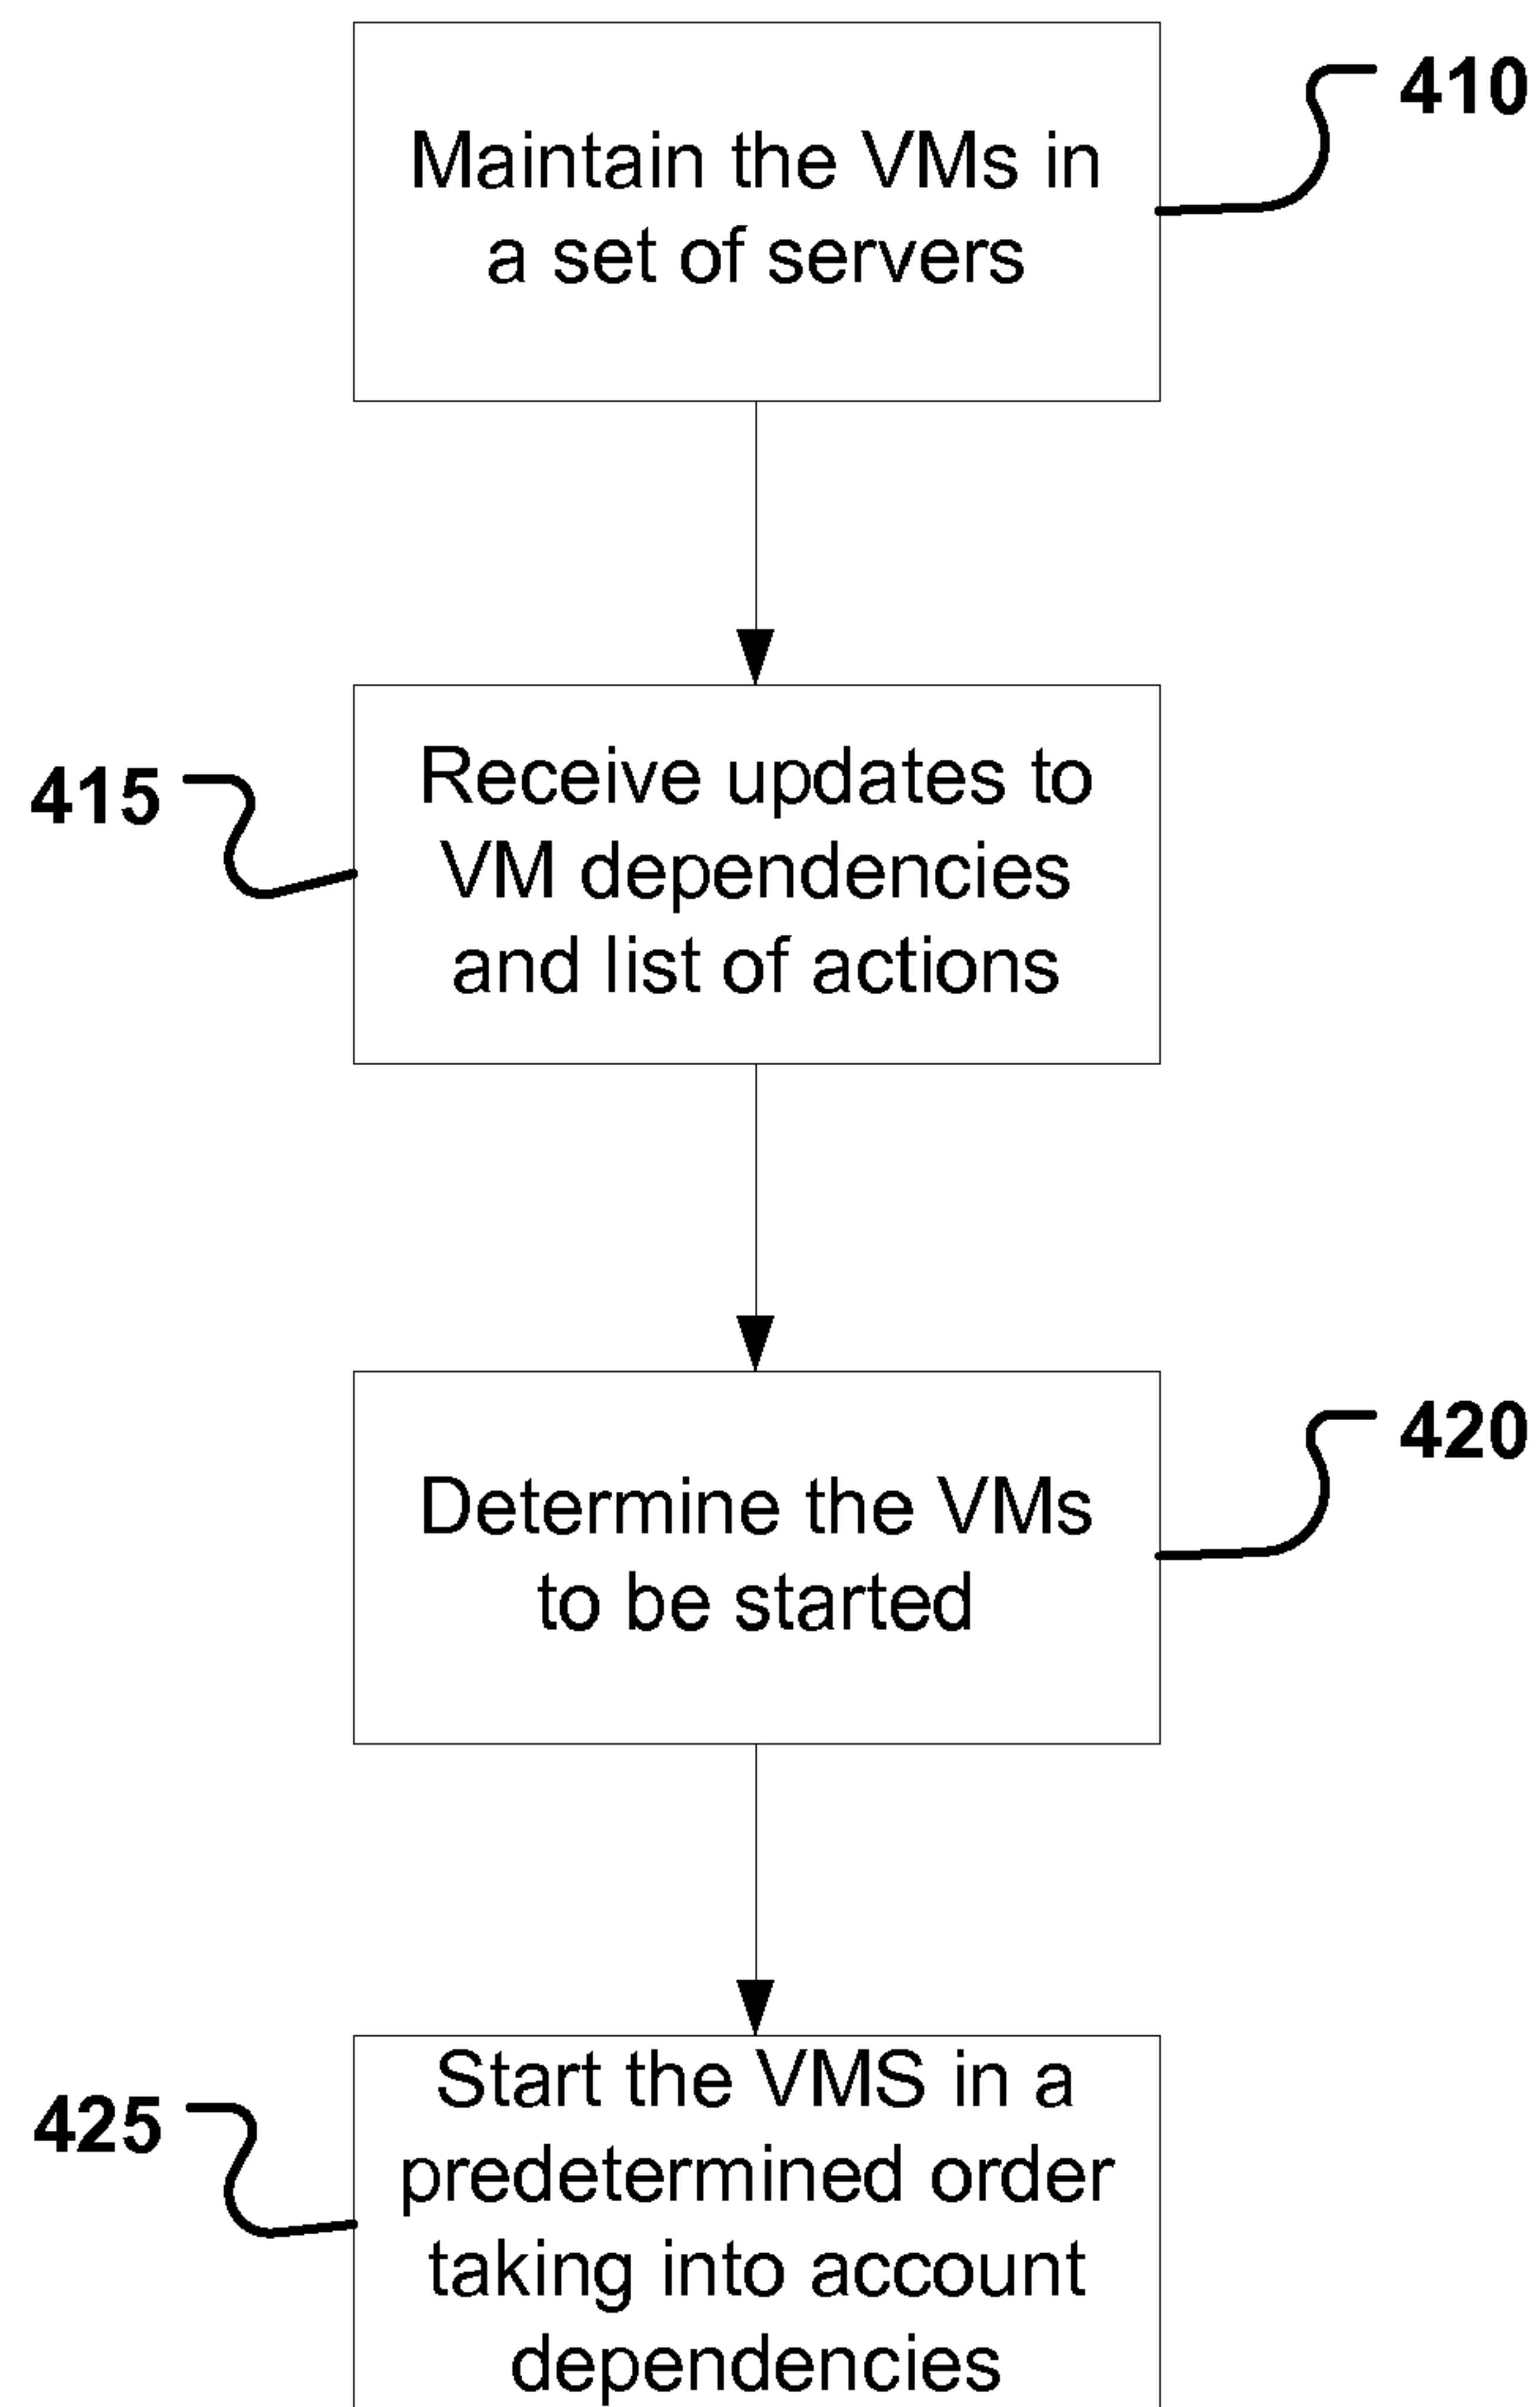 410
Maintain the VMs in
a set of servers
415
Receive updates to
VM dependencies
and list of actions
420
Determine the VMs
to be started
425
Start the VMS in a
predetermined order
taking into account
dependencies